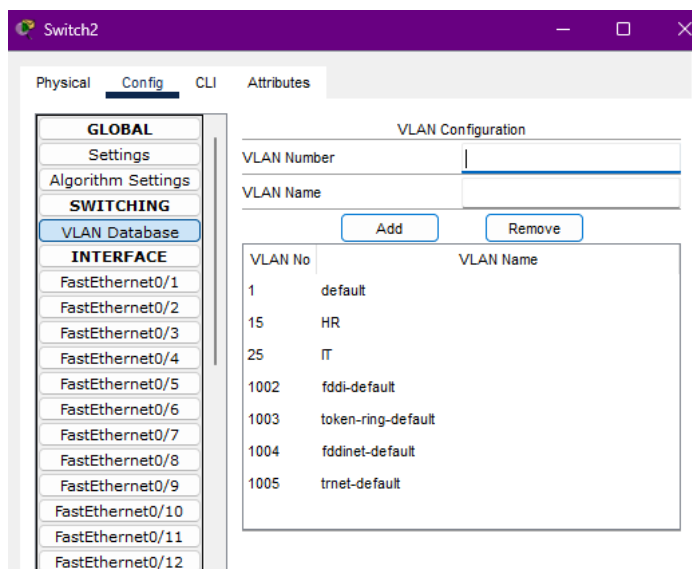 Switch2
Physical Config CLI Attributes
GLOBAL
Settings
Algorithm Settings
SWITCHING
VLAN Database
INTERFACE
FastEthernet0/1
FastEthernet0/2
FastEthernet0/3
FastEthernet0/4
FastEthernet0/5
FastEthernet0/6
FastEthernet0/7
FastEthernet0/8
FastEthernet0/9
FastEthernet0/10
FastEthernet0/11
FastEthernet0/12
VLAN Configuration
VLAN Number
VLAN Name
Add Remove
VLAN No VLAN Name
1 default
15 HR
25 IT
1002 fddi-default
1003 token-ring-default
1004 fddinet-default
1005 trnet-default